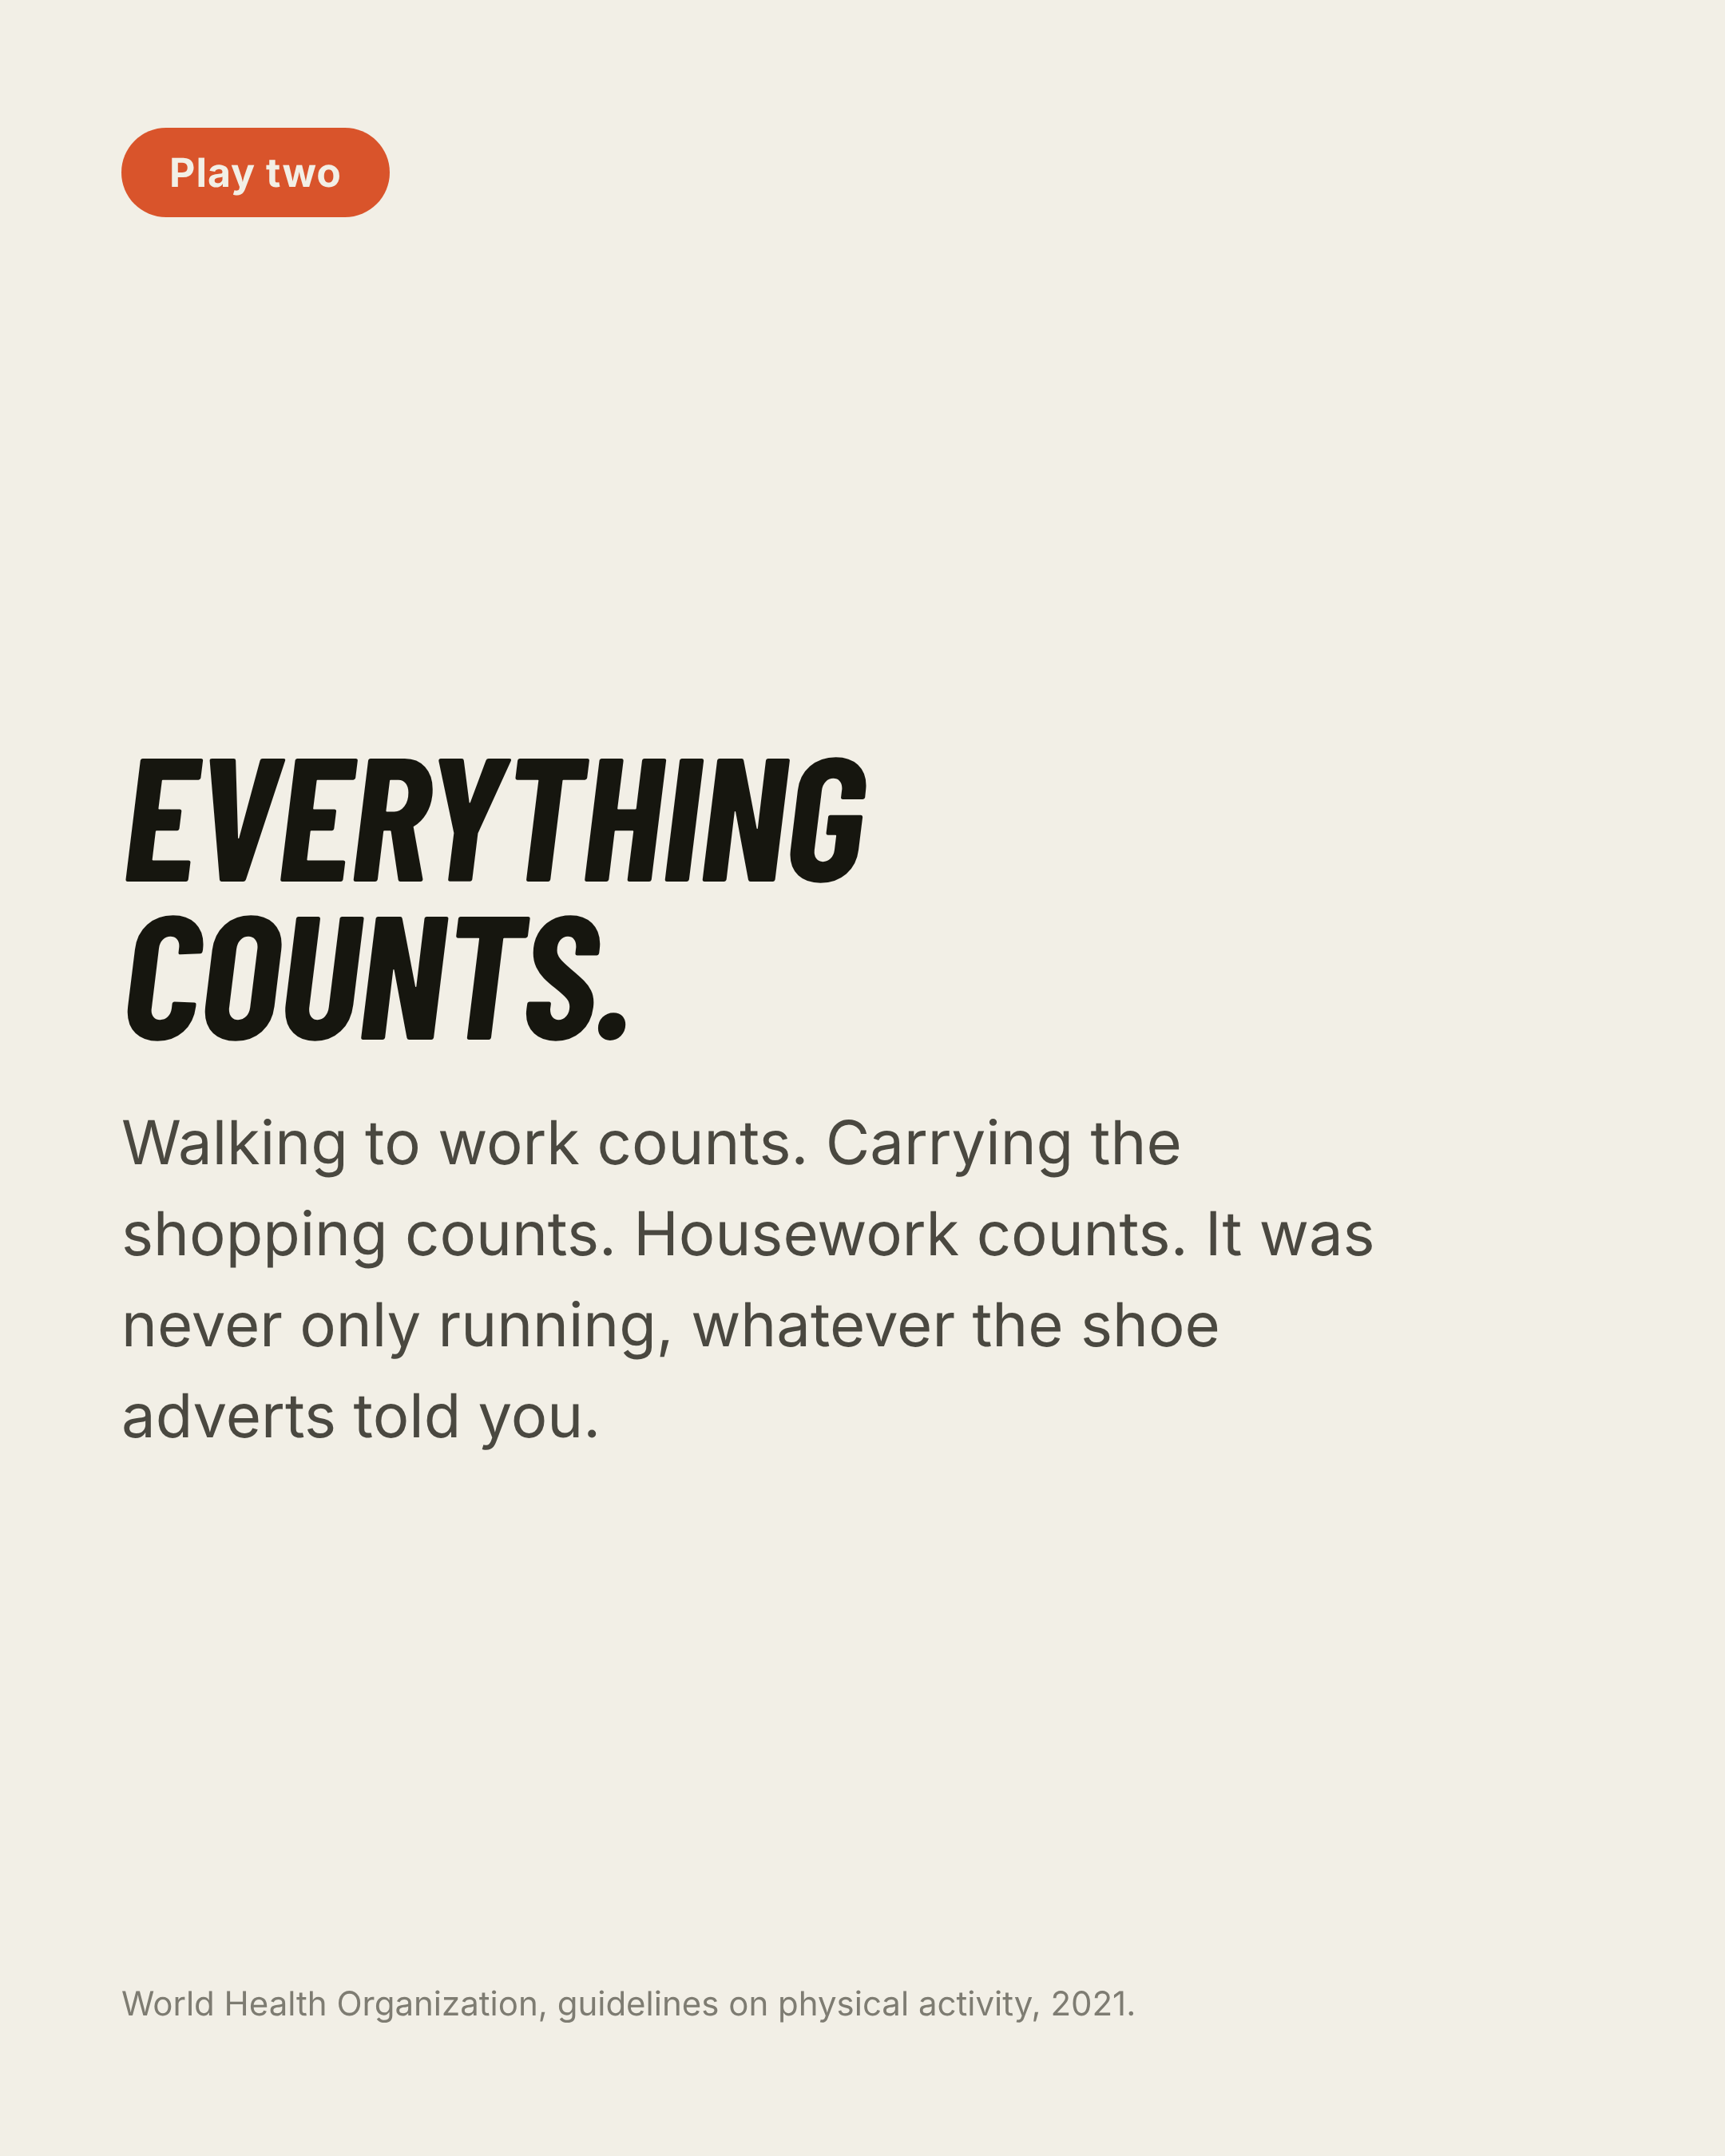 Play two
EVERYTHING
COUNTS.
Walking to work counts. Carrying the
shopping counts. Housework counts. It was
never only running, whatever the shoe
adverts told you.
World Health Organization, guidelines on physical activity, 2021.